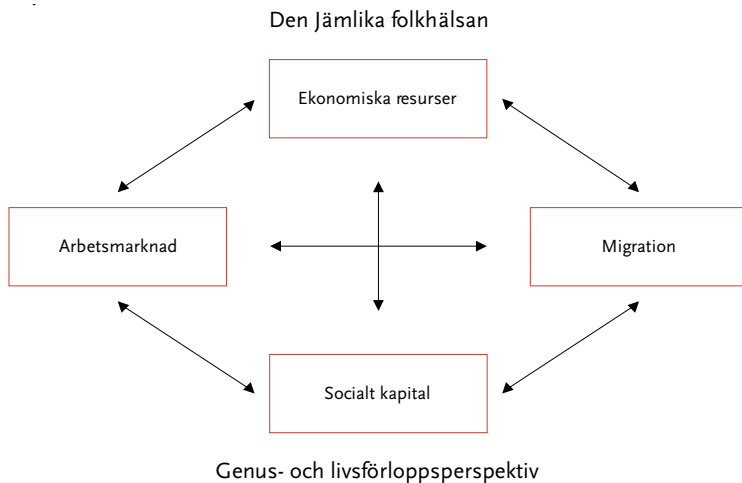 Den Jämlika folkhälsan
Ekonomiska resurser
Arbetsmarknad
Migration
Socialt kapital
Genus- och livsförloppsperspektiv